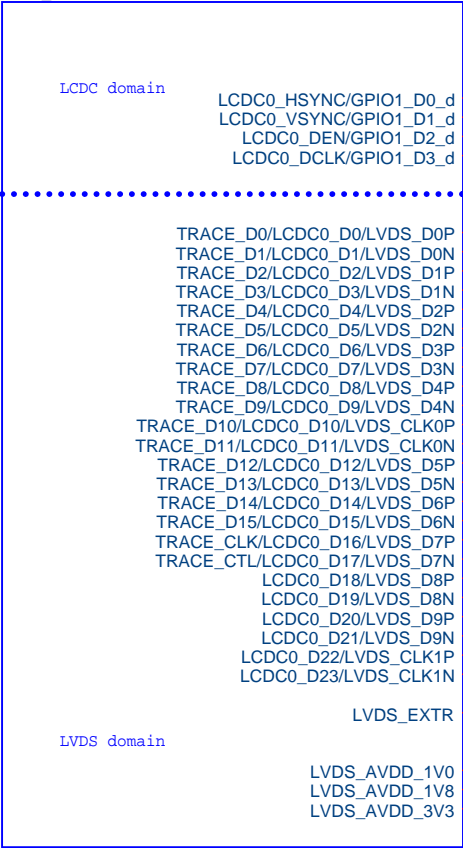 LCDC domain
LCDC0_HSYNC/GPIO1_D0_d
LCDC0_VSYNC/GPIO1_D1_d
LCDC0_DEN/GPIO1_D2_d
LCDC0_DCLK/GPIO1_D3_d
TRACE_D0/LCDC0_D0/LVDS_D0P
TRACE_D1/LCDC0_D1/LVDS_D0N
TRACE_D2/LCDC0_D2/LVDS_D1P
TRACE_D3/LCDC0_D3/LVDS_D1N
TRACE_D4/LCDC0_D4/LVDS_D2P
TRACE_D5/LCDC0_D5/LVDS_D2N
TRACE_D6/LCDC0_D6/LVDS_D3P
TRACE_D7/LCDC0_D7/LVDS_D3N
TRACE_D8/LCDC0_D8/LVDS_D4P
TRACE_D9/LCDC0_D9/LVDS_D4N
TRACE_D10/LCDC0_D10/LVDS_CLK0P
TRACE_D11/LCDC0_D11/LVDS_CLK0N
TRACE_D12/LCDC0_D12/LVDS_D5P
TRACE_D13/LCDC0_D13/LVDS_D5N
TRACE_D14/LCDC0_D14/LVDS_D6P
TRACE_D15/LCDC0_D15/LVDS_D6N
TRACE_CLK/LCDC0_D16/LVDS_D7P
TRACE_CTL/LCDC0_D17/LVDS_D7N
LCDC0_D18/LVDS_D8P
LCDC0_D19/LVDS_D8N
LCDC0_D20/LVDS_D9P
LCDC0_D21/LVDS_D9N
LCDC0_D22/LVDS_CLK1P
LCDC0_D23/LVDS_CLK1N
LVDS_EXTR
LVDS domain
LVDS_AVDD_1V0
LVDS_AVDD_1V8
LVDS_AVDD_3V3